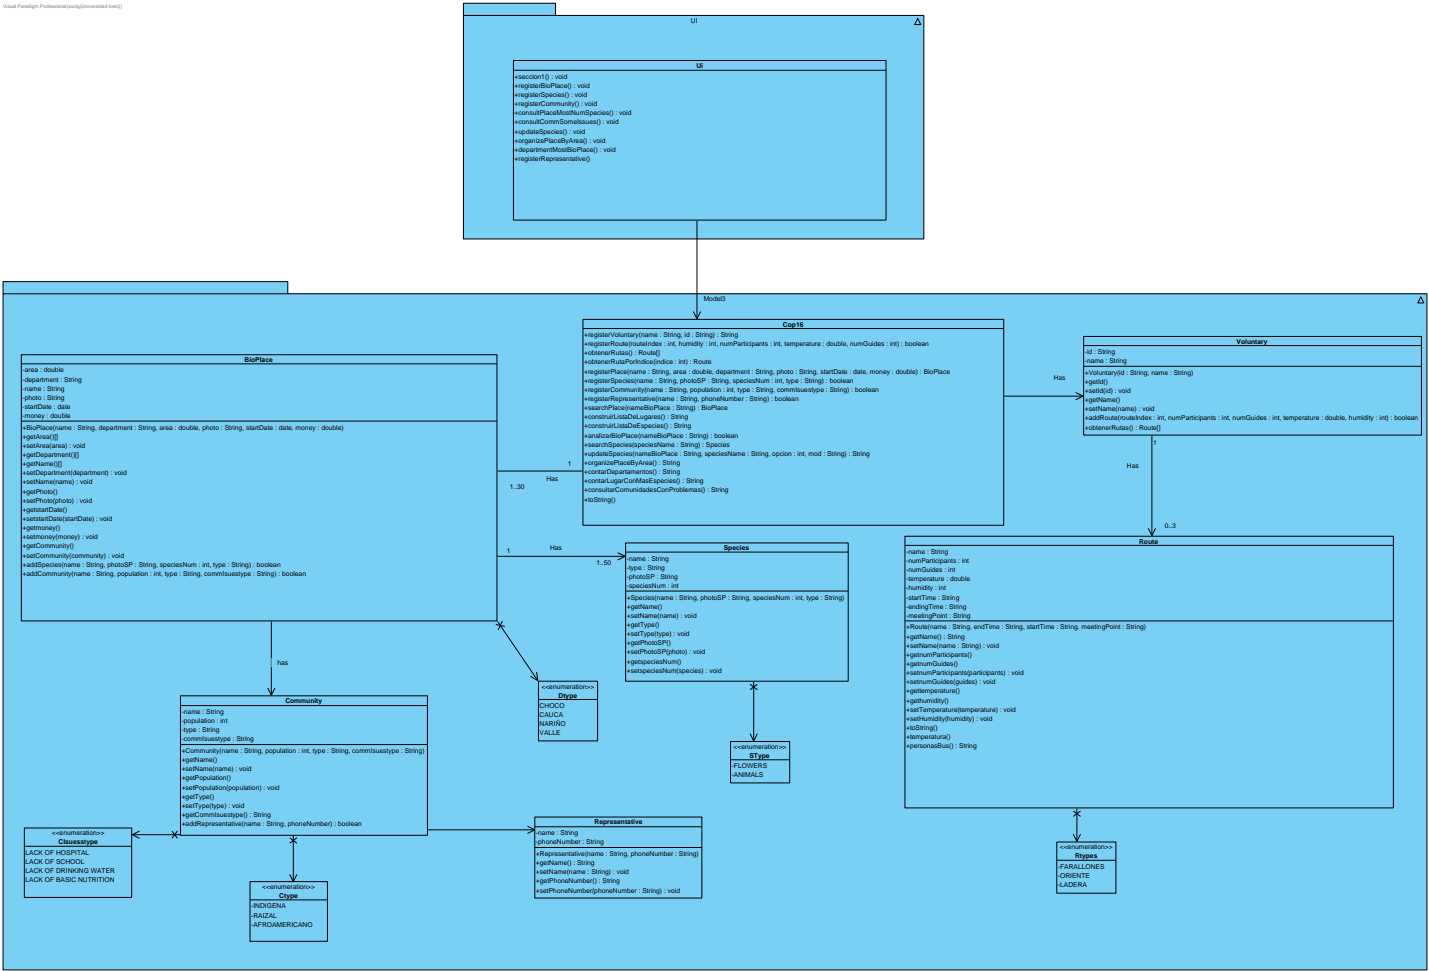 Visual Paradigm Professional(sunig(Universidad Icesi))
UI
Ui
+seccion1() : void
+registerBioPlace() : void
+registerSpecies() : void
+registerCommunity() : void
+consultPlaceMostNumSpecies() : void
+consultCommSomeIssues() : void
+updateSpecies() : void
+organizePlaceByArea() : void
+departmentMostBioPlace() : void
+registerRepresentative()
Model3
Cop16
+registerVoluntary(name : String, id : String) : String
+registerRoute(routeIndex : int, humidity : int, numParticipants : int, temperature : double, numGuides : int) : boolean
+obtenerRutas() : Route[]
+obtenerRutaPorIndice(indice : int) : Route
+registerPlace(name : String, area : double, department : String, photo : String, startDate : date, money : double) : BioPlace
+registerSpecies(name : String, photoSP : String, speciesNum : int, type : String) : boolean
+registerCommunity(name : String, population : int, type : String, commIsuestype : String) : boolean
+registerRepresentative(name : String, phoneNumber : String) : boolean
+searchPlace(nameBioPlace : String) : BioPlace
+construirListaDeLugares() : String
+construirListaDeEspecies() : String
+analizarBioPlace(nameBioPlace : String) : boolean
+searchSpecies(speciesName : String) : Species
+updateSpecies(nameBioPlace : String, speciesName : String, opcion : int, mod : String) : String
+organizePlaceByArea() : String
+contarDepartamentos() : String
+contarLugarConMasEspecies() : String
+consultarComunidadesConProblemas() : String
+toString()
Has
Voluntary
-id : String
-name : String
+Voluntary(id : String, name : String)
+getId()
+setId(id) : void
+getName()
+setName(name) : void
+addRoute(routeIndex : int, numParticipants : int, numGuides : int, temperature : double, humidity : int) : boolean
+obtenerRutas() : Route[]
1
Has
0..3
BioPlace
-area : double
-department : String
-name : String
-photo : String
-startDate : date
-money : double
+BioPlace(name : String, department : String, area : double, photo : String, startDate : date, money : double)
+getArea()[]
+setArea(area) : void
+getDepartment()[]
+getName()[]
+setDepartment(department) : void
+setName(name) : void
+getPhoto()
+setPhoto(photo) : void
+getstartDate()
+setstartDate(startDate) : void
+getmoney()
+setmoney(money) : void
+getCommunity()
+setCommunity(community) : void
+addSpecies(name : String, photoSP : String, speciesNum : int, type : String) : boolean
+addCommunity(name : String, population : int, type : String, commIsuestype : String) : boolean
1
Has
1..30
1
Has
1..50
has
Species
-name : String
-type : String
-photoSP : String
-speciesNum : int
+Species(name : String, photoSP : String, speciesNum : int, type : String)
+getName()
+setName(name) : void
+getType()
+setType(type) : void
+getPhotoSP()
+setPhotoSP(photo) : void
+getspeciesNum()
+setspeciesNum(species) : void
Route
-name : String
-numParticipants : int
-numGuides : int
-temperature : double
-humidity : int
-startTime : String
-endingTime : String
-meetingPoint : String
+Route(name : String, endTime : String, startTime : String, meetingPoint : String)
+getName() : String
+setName(name : String) : void
+getnumParticipants()
+getnumGuides()
+setnumParticipants(participants) : void
+setnumGuides(guides) : void
+gettemperature()
+gethumidity()
+setTemperature(temperature) : void
+setHumidity(humidity) : void
+toString()
+temperatura()
+personasBus() : String
<<enumeration>>
Dtype
CHOCO
CAUCA
NARIÑO
VALLE
Community
-name : String
-population : int
-type : String
-commIsuestype : String
+Community(name : String, population : int, type : String, commIsuestype : String)
+getName()
+setName(name) : void
+getPopulation()
+setPopulation(population) : void
+getType()
+setType(type) : void
+getCommIsuestype() : String
+addRepresentative(name : String, phoneNumber) : boolean
<<enumeration>>
SType
-FLOWERS
-ANIMALS
<<enumeration>>
CIsuesstype
LACK OF HOSPITAL
LACK OF SCHOOL
LACK OF DRINKING WATER
LACK OF BASIC NUTRITION
<<enumeration>>
Ctype
-INDIGENA
-RAIZAL
-AFROAMERICANO
Representative
-name : String
-phoneNumber : String
+Representative(name : String, phoneNumber : String)
+getName() : String
+setName(name : String) : void
+getPhoneNumber() : String
+setPhoneNumber(phoneNumber : String) : void
<<enumeration>>
Rtypes
-FARALLONES
-ORIENTE
-LADERA